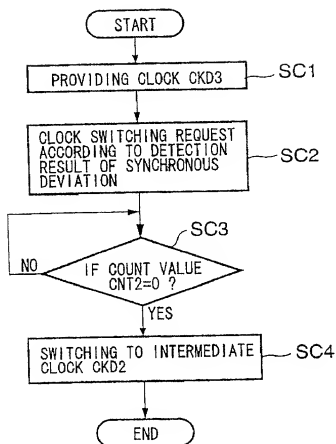 START
PROVIDING CLOCK CKD3
SC1
CLOCK SWITCHING REQUEST
ACCORDING TO DETECTION
RESULT OF SYNCHRONOUS
DEVIATION
SC2
SC3
NO
IF COUNT VALUE
CNT2=0 ?
YES
SWITCHING TO INTERMEDIATE
CLOCK CKD2
SC4
END